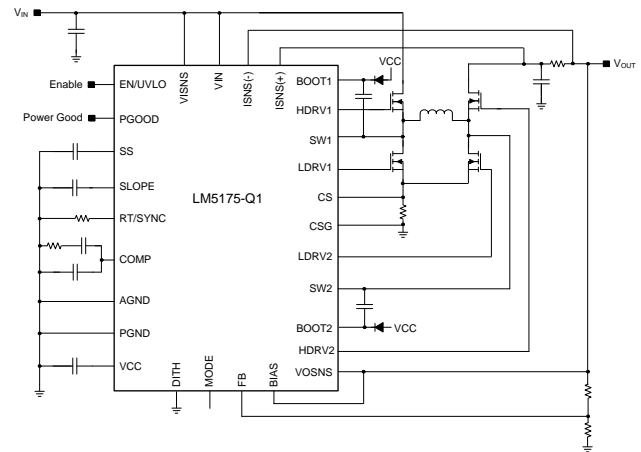 VIN
VISNS
VIN
ISNS(-)
ISNS(+)
VCC
BOOT1
VOUT
Enable
EN/UVLO
HDRV1
Power Good
PGOOD
SS
SW1
LDRV1
SLOPE
LM5175-Q1
CS
RT/SYNC
CSG
COMP
LDRV2
AGND
SW2
PGND
BOOT2
VCC
HDRV2
VCC
VOSNS
DITH
MODE
FB
BIAS